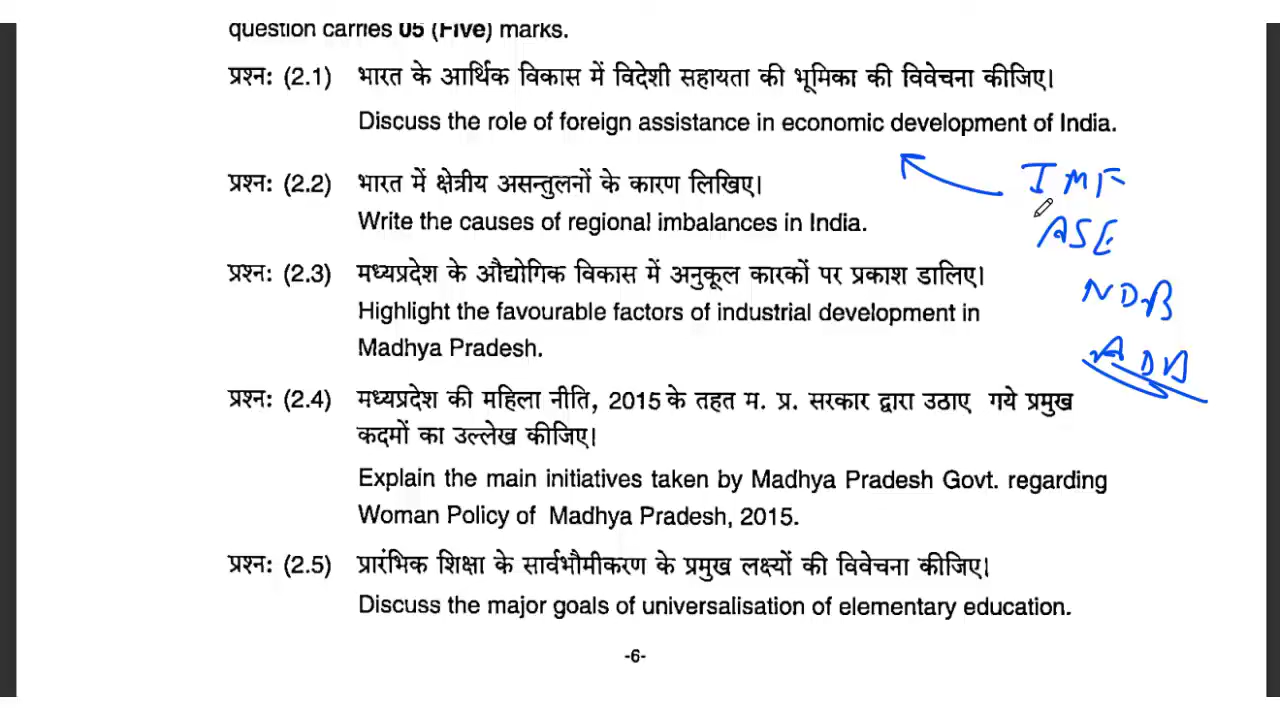 question carries 05 (Five) marks.
प्रश्न: (2.1) भारत के आर्थिक विकास में विदेशी सहायता की भूमिका की विवेचना कीजिए।
Discuss the role of foreign assistance in economic development of India.
प्रश्न: (2.2) भारत में क्षेत्रीय असन्तुलनों के कारण लिखिए।
IMF
Write the causes of regional imbalances in India.
ASE
प्रश्न: (2.3) मध्यप्रदेश के औद्योगिक विकास में अनुकूल कारकों पर प्रकाश डालिए।
NDB
Highlight the favourable factors of industrial development in
Madhya Pradesh.
ADB
प्रश्न: (2.4) मध्यप्रदेश की महिला नीति, 2015 के तहत म. प्र. सरकार द्वारा उठाए गये प्रमुख
कदमों का उल्लेख कीजिए।
Explain the main initiatives taken by Madhya Pradesh Govt. regarding
Woman Policy of Madhya Pradesh, 2015.
प्रश्न: (2.5) प्रारंभिक शिक्षा के सार्वभौमीकरण के प्रमुख लक्ष्यों की विवेचना कीजिए।
Discuss the major goals of universalisation of elementary education.
-6-